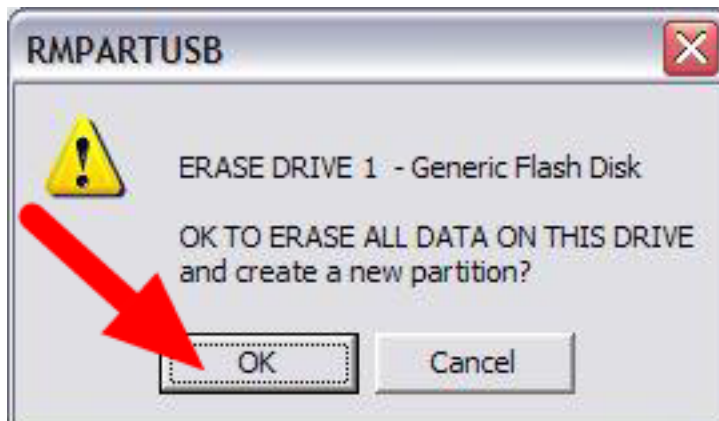 RMPARTUSB
ERASE DRIVE 1 - Generic Flash Disk
OK TO ERASE ALL DATA ON THIS DRIVE
and create a new partition?
OK
Cancel